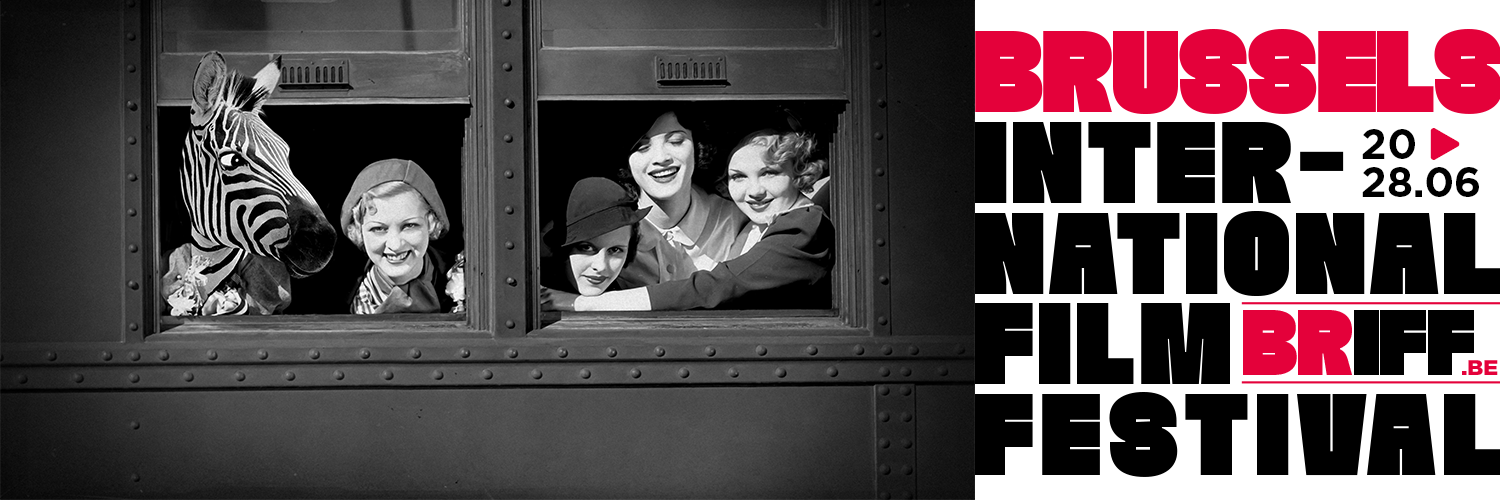 BRUSSELS
INTER-
20
28.06
NATIONAL
FILM
BRIFF.BE
FESTIVAL